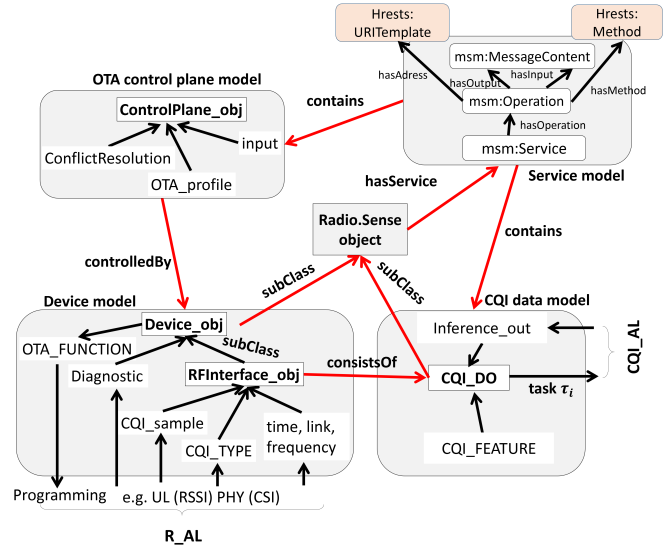 Hrests:
URITemplate
Hrests:
Method
msm:MessageContent
hasAdress
hasOutput
hasInput
hasMethod
msm:Operation
hasOperation
msm:Service
Service model
OTA control plane model
ControlPlane_obj
contains
ConflictResolution
input
OTA_profile
hasService
Radio.Sense
object
contains
controlledBy
subClass
subClass
Device model
CQI data model
Device_obj
OTA_FUNCTION
subClass
Diagnostic
RFInterface_obj
consistsOf
Inference_out
CQI_DO
task τi
CQI_AL
CQI_sample
time, link,
frequency
CQI_TYPE
CQI_FEATURE
Programming
e.g. UL (RSSI) PHY (CSI)
R_AL